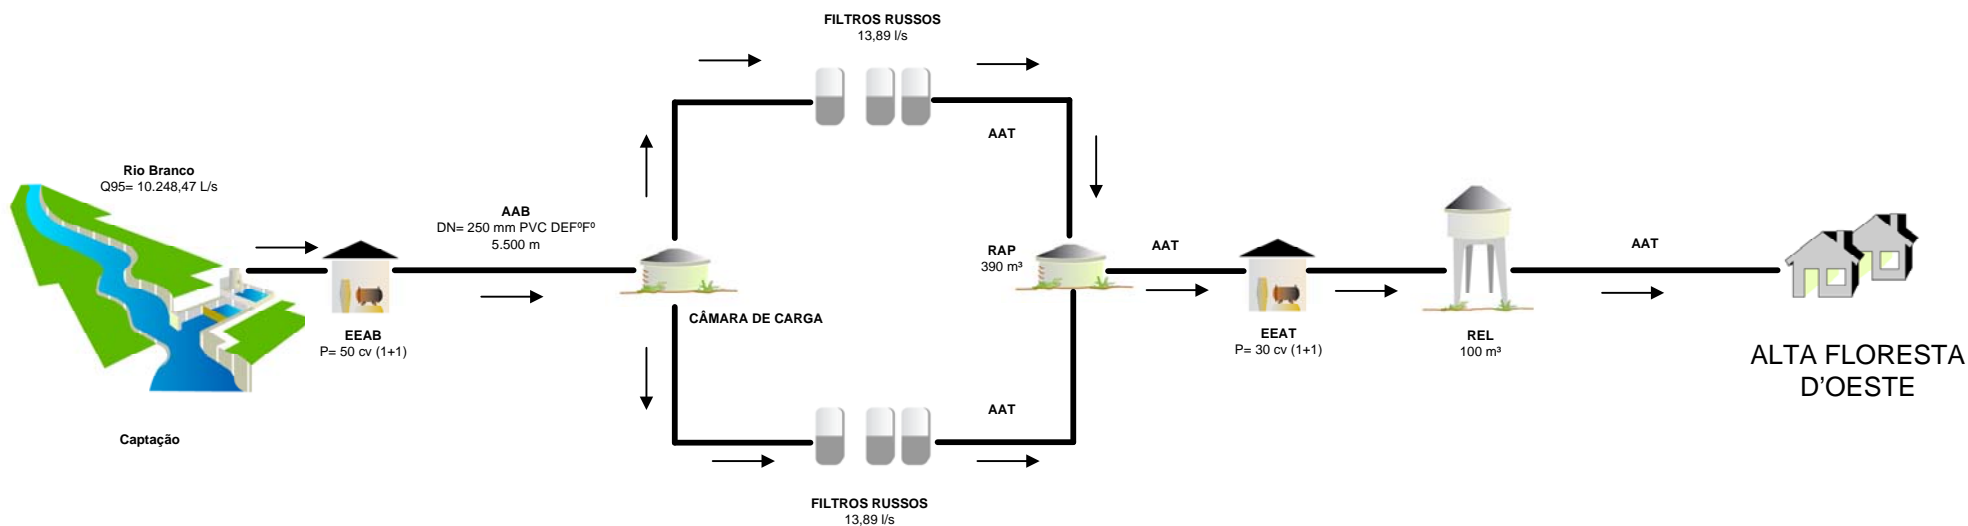 FILTROS RUSSOS
13,89 l/s
AAT
Rio Branco
Q95= 10.248,47 L/s
AAB
DN= 250 mm PVC DEFºFº
5.500 m
EEAB
P= 50 cv (1+1)
CÂMARA DE CARGA
RAP
390 m³
AAT
EEAT
P= 30 cv (1+1)
REL
100 m³
AAT
ALTA FLORESTA
D'OESTE
Captação
AAT
FILTROS RUSSOS
13,89 l/s